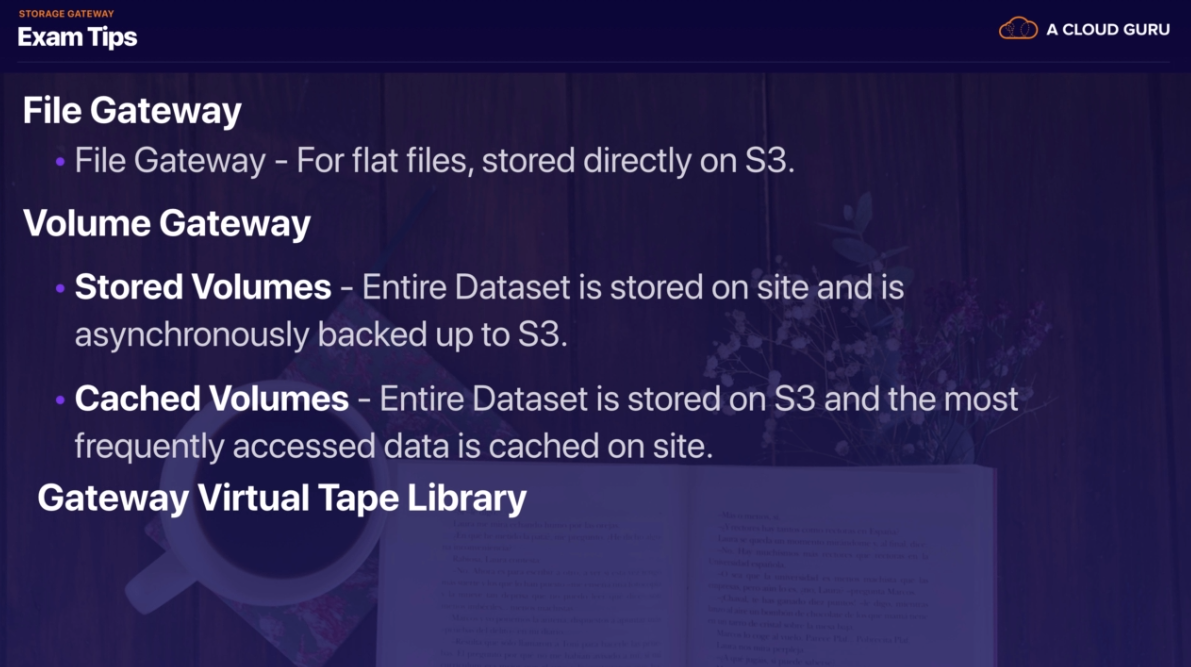 STORAGE GATEWAY
Exam Tips
A CLOUD GURU
File Gateway
• File Gateway - For flat files, stored directly on S3.
Volume Gateway
• Stored Volumes - Entire Dataset is stored on site and is
asynchronously backed up to S3.
• Cached Volumes - Entire Dataset is stored on S3 and the most
frequently accessed data is cached on site.
Gateway Virtual Tape Library